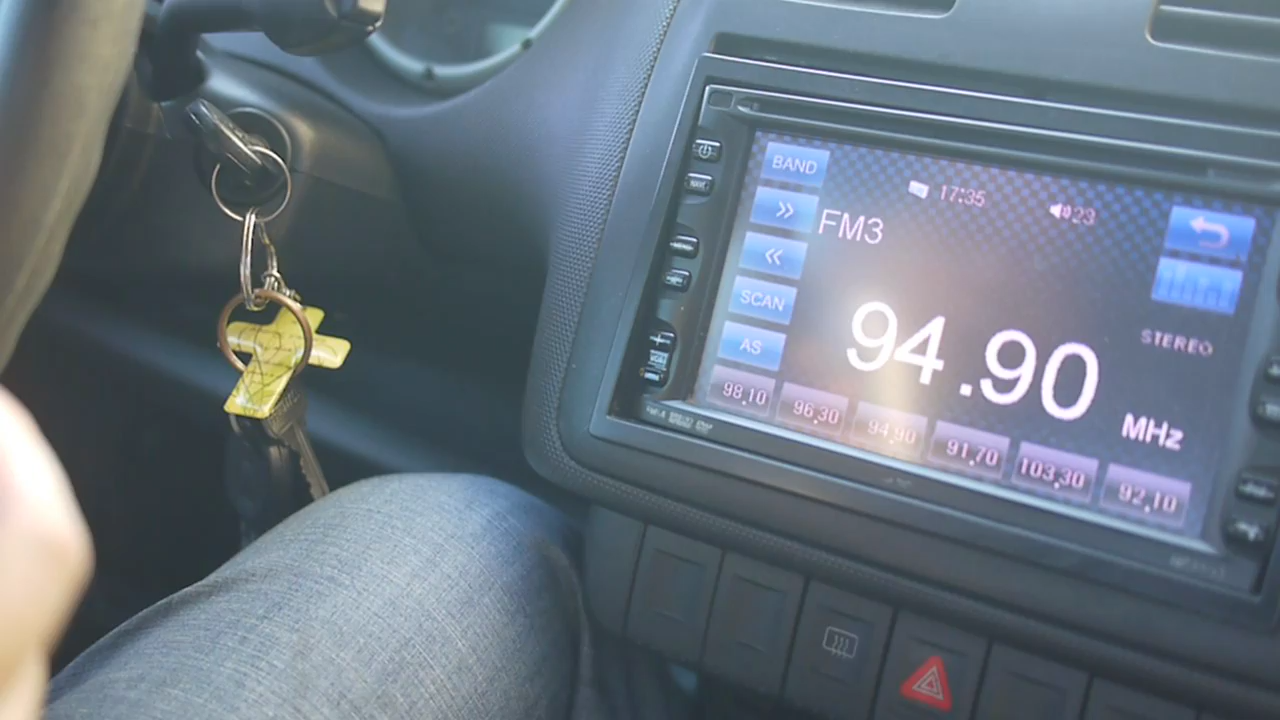 BAND
17:35
23
FM3
SCAN
AS
94.90
MHz
STEREO
98.10 96.30 94.90 91.70 103.30 92.10